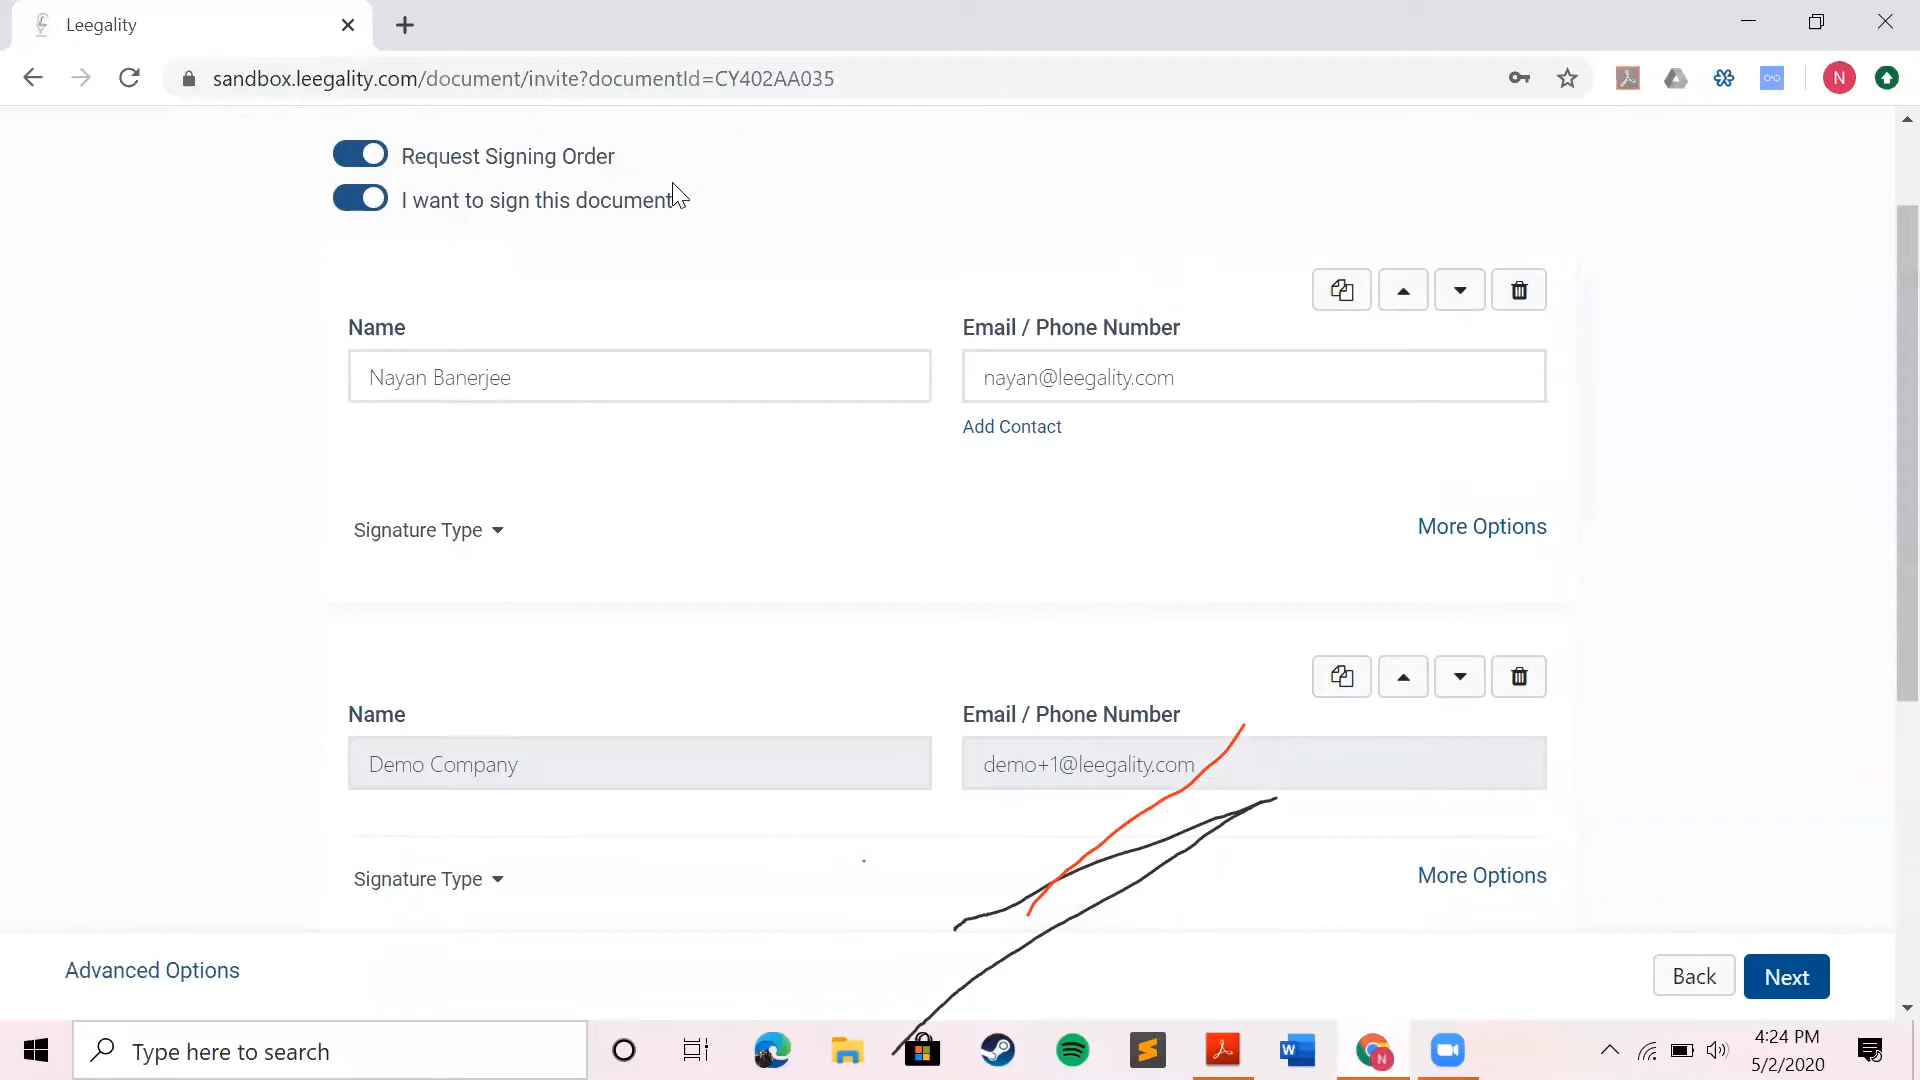 Leegality
sandbox.leegality.com/document/invite?documentId=CY402AA035
N
Request Signing Order
I want to sign this document
Name
Email / Phone Number
Nayan Banerjee
nayan@leegality.com
Add Contact
Signature Type
More Options
Name
Email / Phone Number
Demo Company
demo+1@leegality.com
Signature Type
More Options
Advanced Options
Back
Next
Type here to search
N
4:24 PM
5/2/2020